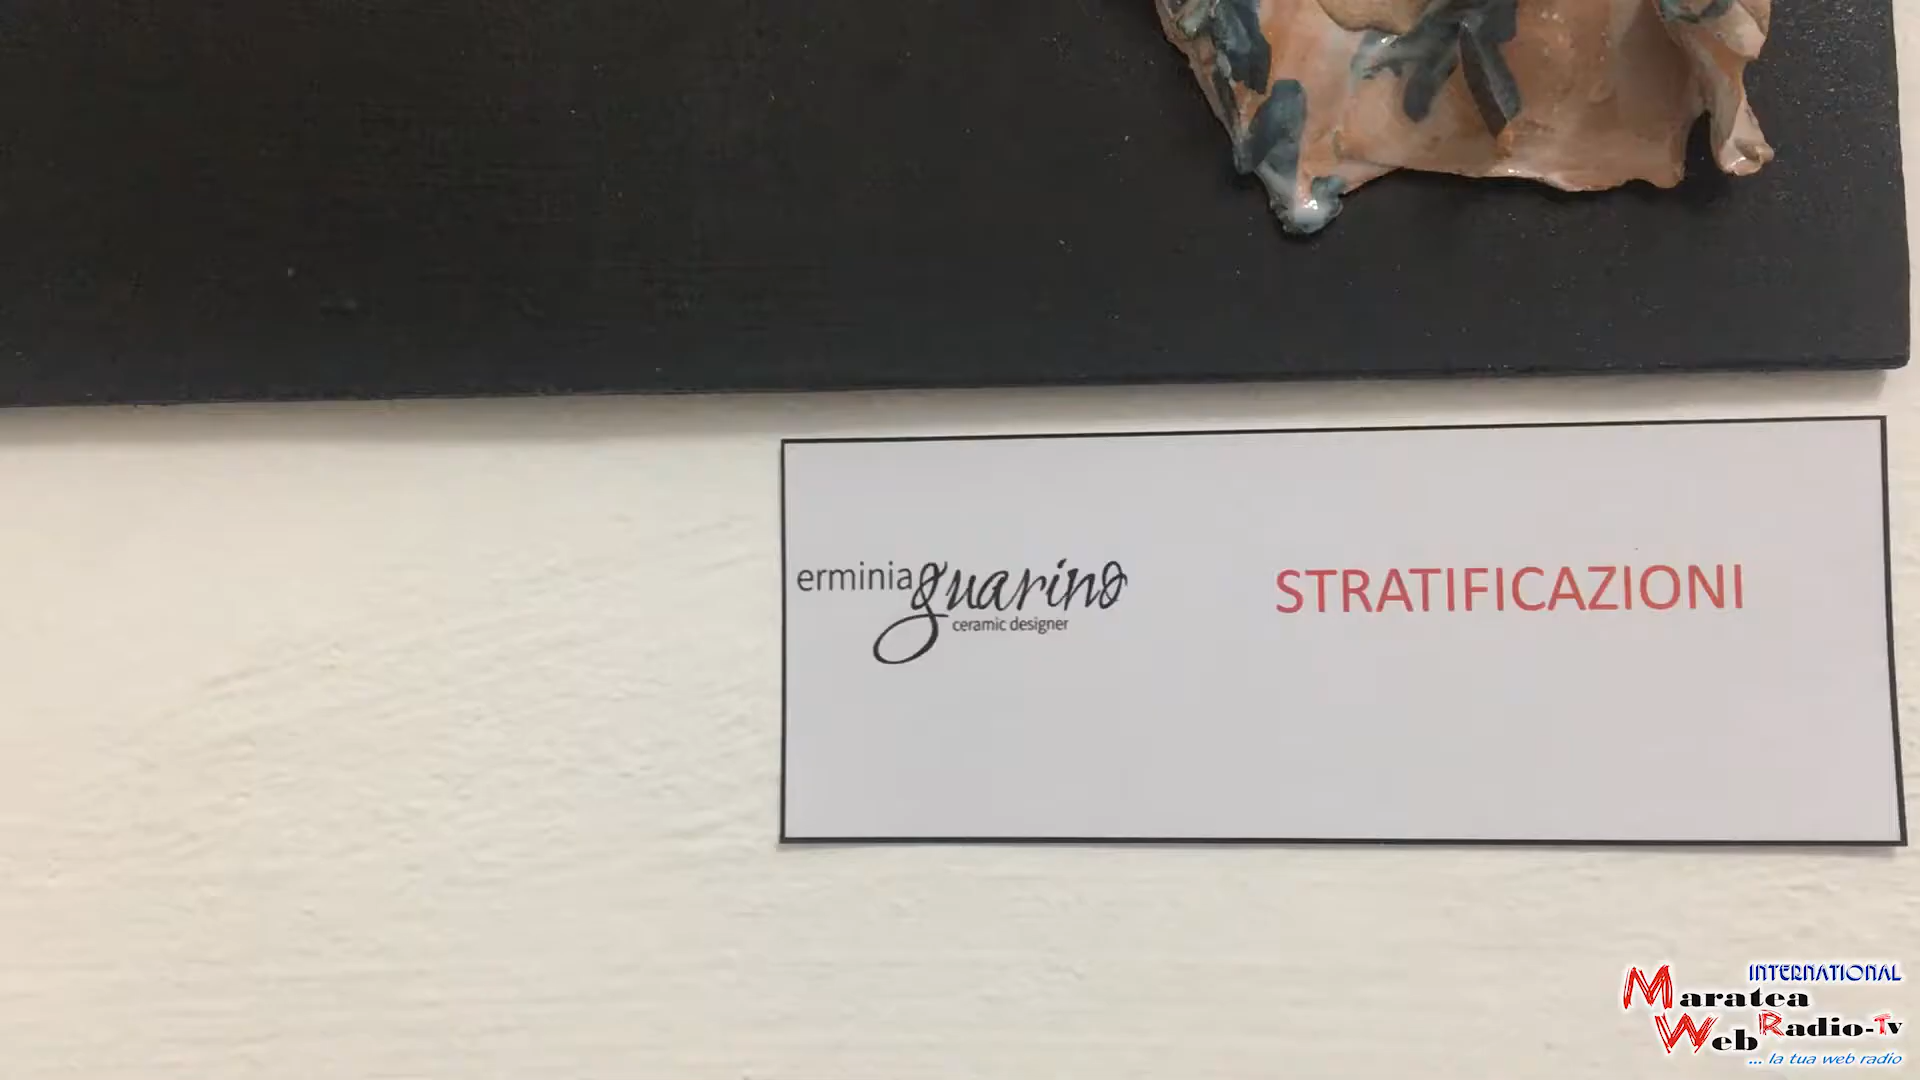 erminia guarino
ceramic designer
STRATIFICAZIONI
INTERNATIONAL
Maratea
Web Radio-Tv
... la tua web radio